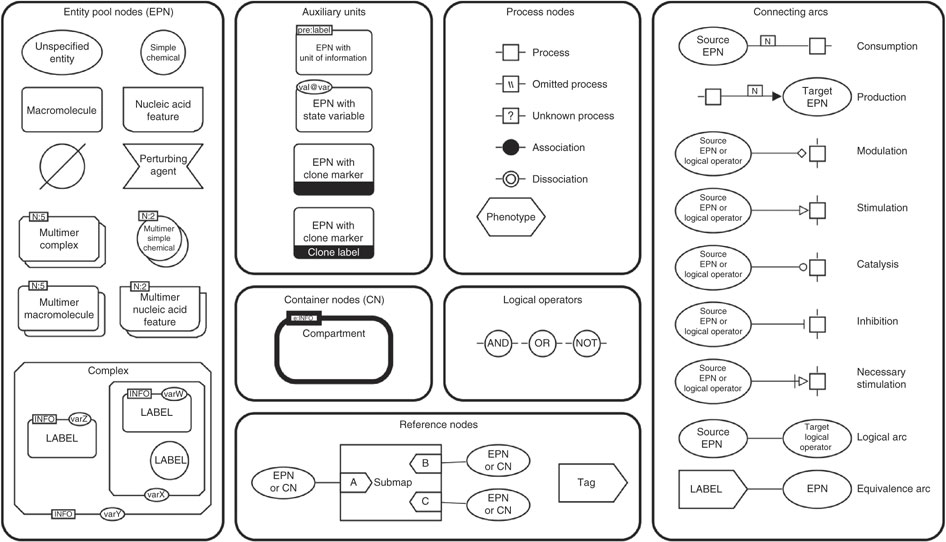 Entity pool nodes (EPN)
Unspecified
entity
Simple
chemical
Macromolecule
Nucleic acid
feature
Perturbing
agent
N:5
Multimer
complex
N:2
Multimer
simple
chemical
N:5
Multimer
macromolecule
N:2
Multimer
nucleic acid
feature
Complex
INFO
varZ
LABEL
INFO
varW
LABEL
LABEL
varX
INFO
varY
Auxiliary units
pre:label
EPN with
unit of information
val@var
EPN with
state variable
EPN with
clone marker
EPN with
clone marker
Clone label
Container nodes (CN)
Compartment
Process nodes
Process
\\
Omitted process
?
Unknown process
Association
Dissociation
Phenotype
Logical operators
AND
OR
NOT
Reference nodes
EPN
or CN
A
Submap
B
C
EPN
or CN
EPN
or CN
Tag
Connecting arcs
Source
EPN
N
Consumption
N
Target
EPN
Production
Source
EPN or
logical operator
Modulation
Source
EPN or
logical operator
Stimulation
Source
EPN or
logical operator
Catalysis
Source
EPN or
logical operator
Inhibition
Source
EPN or
logical operator
Necessary
stimulation
Source
EPN
Target
logical
operator
Logical arc
LABEL
EPN
Equivalence arc